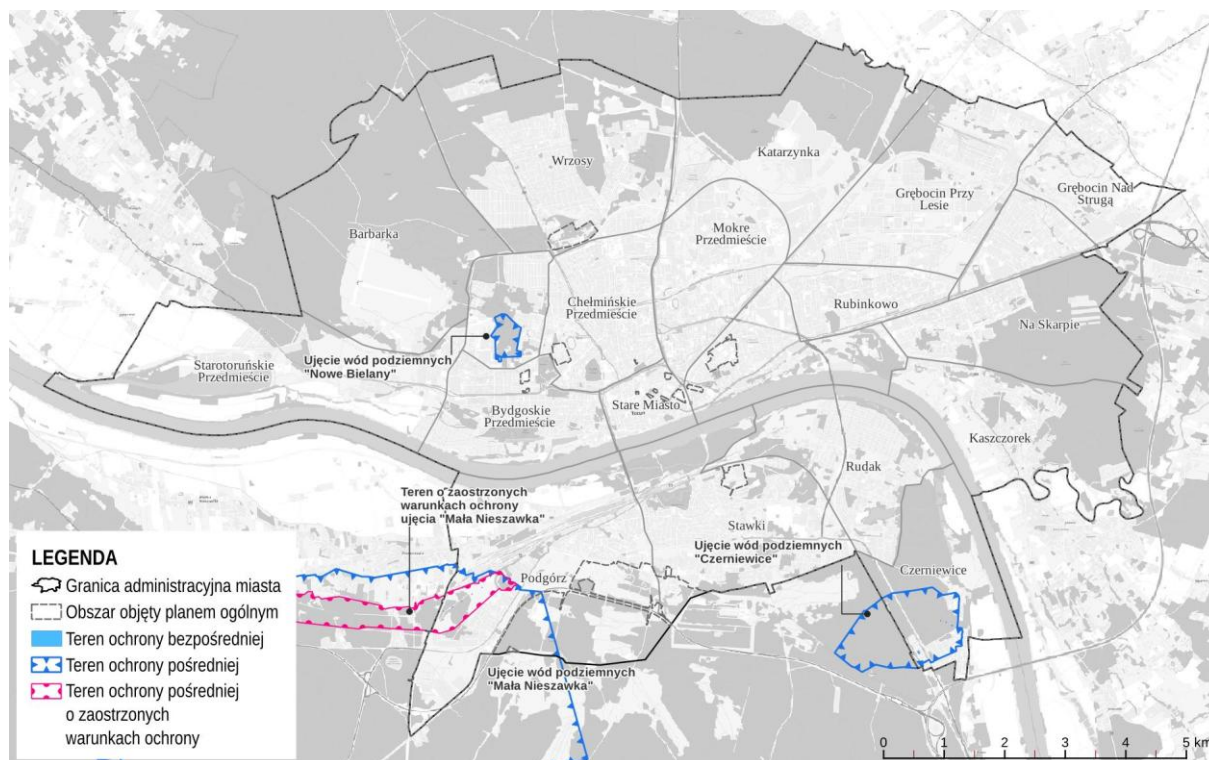 Wrzosy
Katarzynka
Grębocin Przy
Lesie
Grębocin Nad
Strugą
Barbarka
Mokre
Przedmieście
Chełmińskie
Przedmieście
Rubinkowo
Na Skarpie
Ujęcie wód podziemnych
"Nowe Bielany"
Starotoruńskie
Przedmieście
Bydgoskie
Przedmieście
Stare Miasto
Kaszczorek
Rudak
Teren o zaostrzonych
warunkach ochrony
ujęcia "Mała Nieszawka"
Stawki
Ujęcie wód podziemnych
"Czerniewice"
Czerniewice
Podgórz
Ujęcie wód podziemnych
"Mała Nieszawka"
LEGENDA
Granica administracyjna miasta
Obszar objęty planem ogólnym
Teren ochrony bezpośredniej
Teren ochrony pośredniej
Teren ochrony pośredniej
o zaostrzonych
warunkach ochrony
0 1 2 3 4 5 km